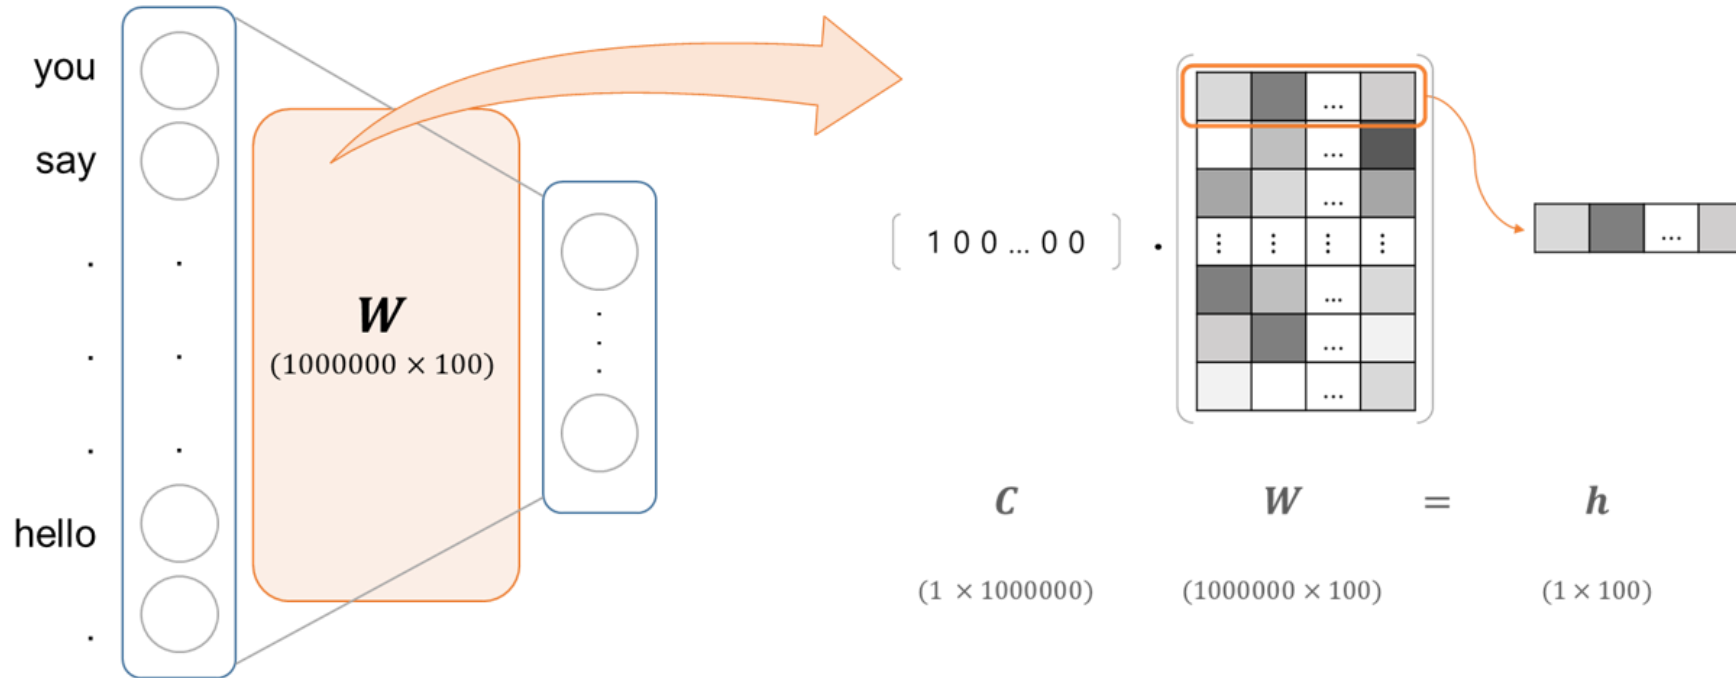 you
say
.
.
.
hello
.
W
(1000000 × 100)
[ 1 0 0 ... 0 0 ] ·
...
...
...
⋮ ⋮ ⋮ ⋮
...
...
...
...
C W = h
(1 × 1000000) (1000000 × 100) (1 × 100)